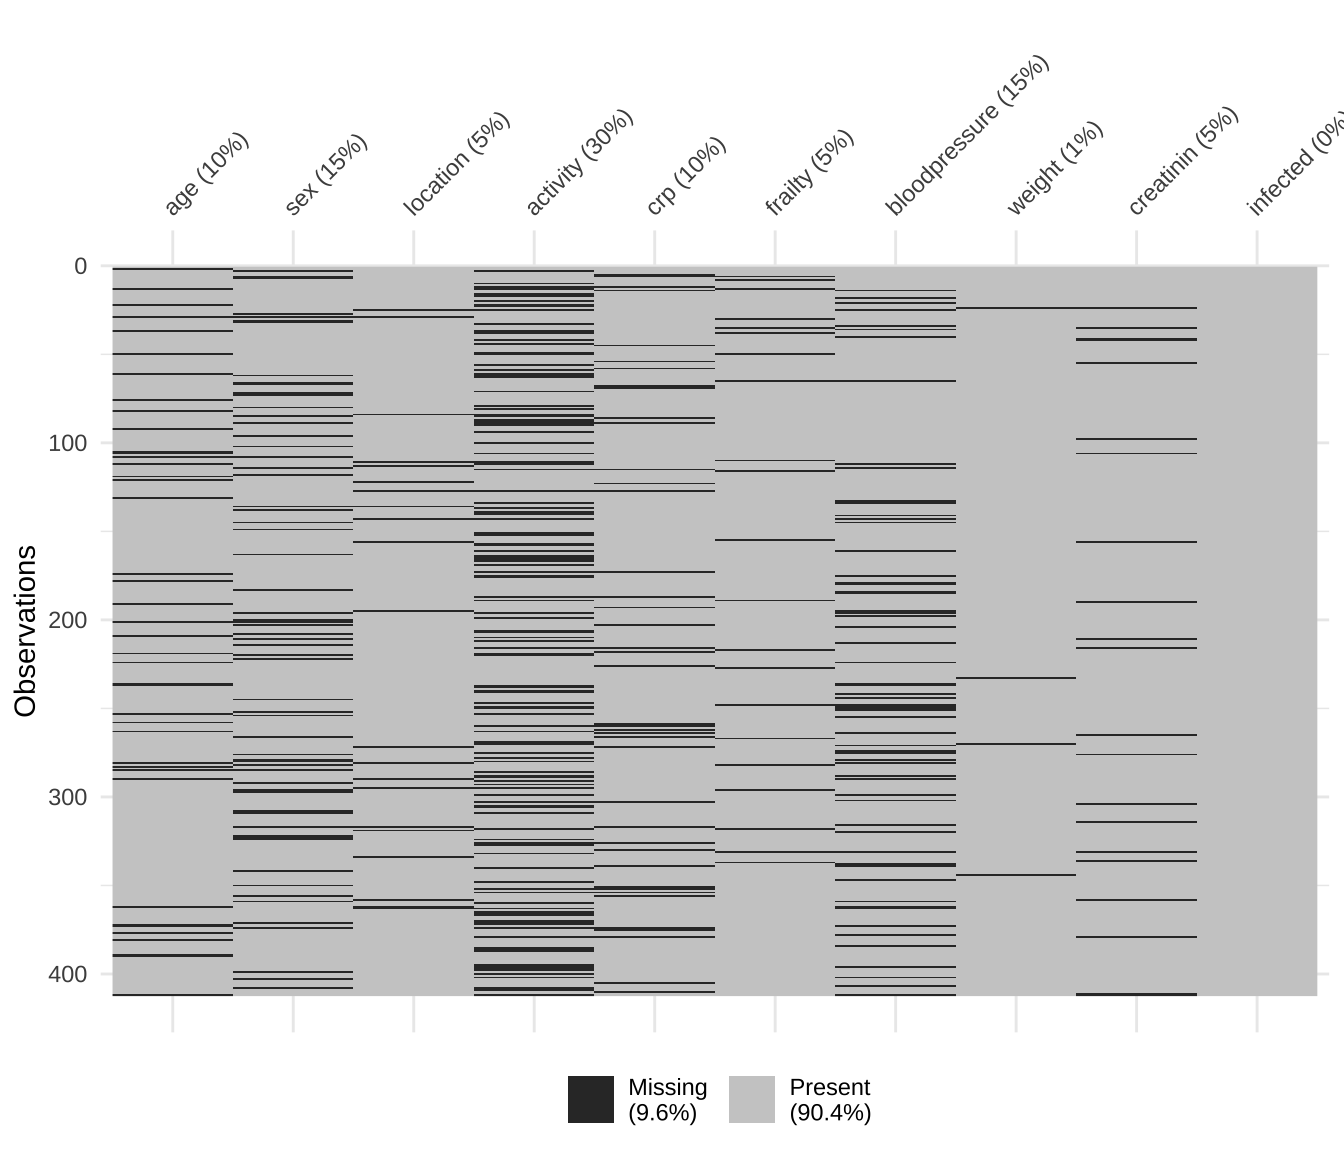 age (10%)
sex (15%)
location (5%)
activity (30%)
crp (10%)
frailty (5%)
bloodpressure (15%)
weight (1%)
creatinin (5%)
infected (0%
0
100
200
300
400
Observations
Missing
(9.6%)
Present
(90.4%)